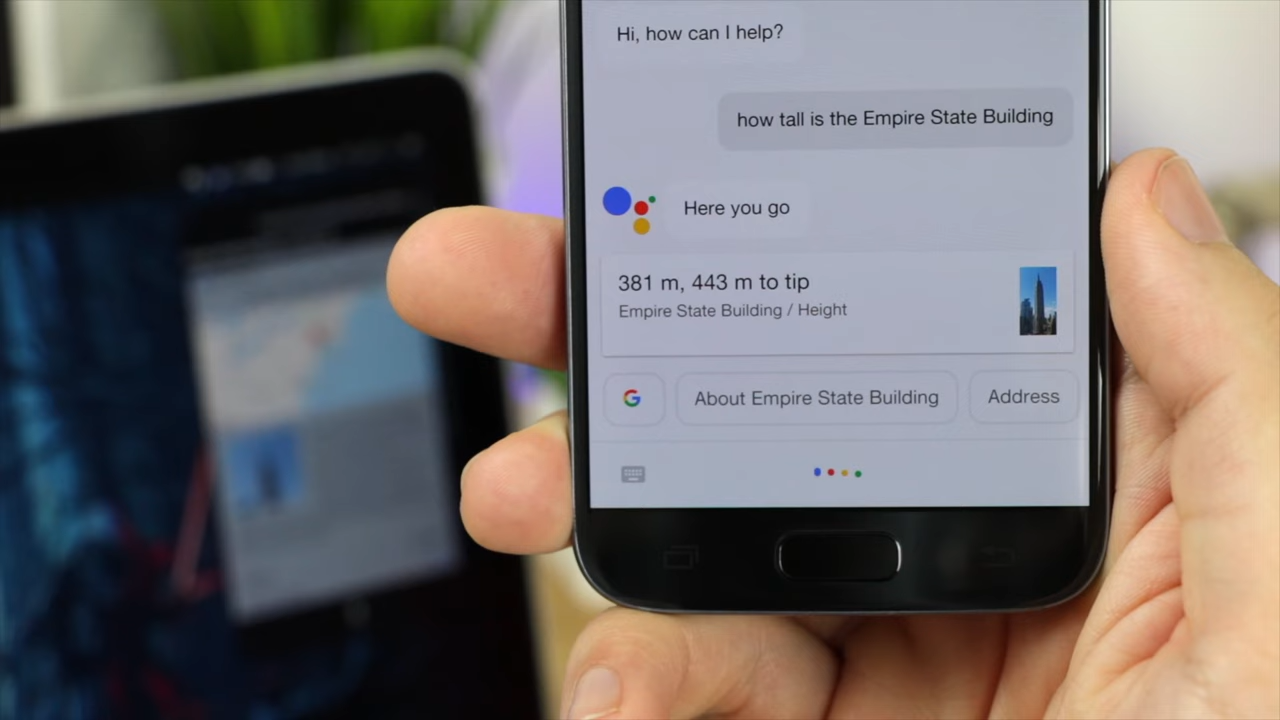 Hi, how can I help?
how tall is the Empire State Building
Here you go
381 m, 443 m to tip
Empire State Building / Height
G
About Empire State Building
Address